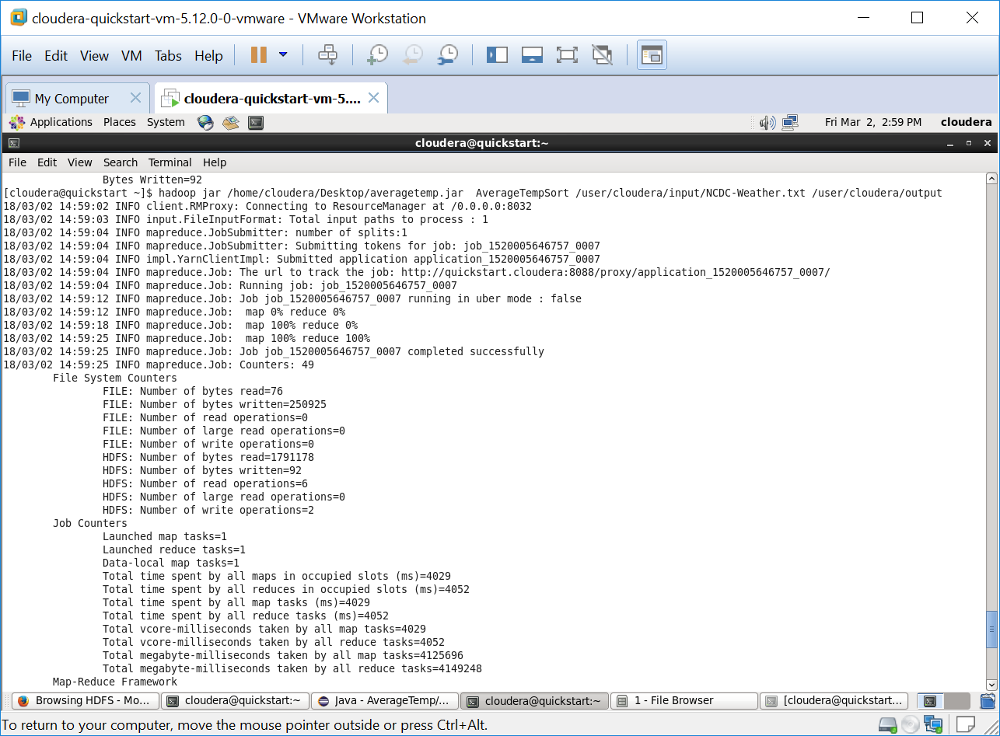 cloudera-quickstart-vm-5.12.0-0-vmware - VMware Workstation
File Edit View VM Tabs Help
My Computer cloudera-quickstart-vm-5....
Applications Places System Fri Mar 2, 2:59 PM cloudera
cloudera@quickstart:~
File Edit View Search Terminal Help
Bytes Written=92
[cloudera@quickstart ~]$ hadoop jar /home/cloudera/Desktop/averagetemp.jar  AverageTempSort /user/cloudera/input/NCDC-Weather.txt /user/cloudera/output
18/03/02 14:59:02 INFO client.RMProxy: Connecting to ResourceManager at /0.0.0.0:8032
18/03/02 14:59:03 INFO input.FileInputFormat: Total input paths to process : 1
18/03/02 14:59:04 INFO mapreduce.JobSubmitter: number of splits:1
18/03/02 14:59:04 INFO mapreduce.JobSubmitter: Submitting tokens for job: job_1520005646757_0007
18/03/02 14:59:04 INFO impl.YarnClientImpl: Submitted application application_1520005646757_0007
18/03/02 14:59:04 INFO mapreduce.Job: The url to track the job: http://quickstart.cloudera:8088/proxy/application_1520005646757_0007/
18/03/02 14:59:04 INFO mapreduce.Job: Running job: job_1520005646757_0007
18/03/02 14:59:12 INFO mapreduce.Job: Job job_1520005646757_0007 running in uber mode : false
18/03/02 14:59:12 INFO mapreduce.Job:  map 0% reduce 0%
18/03/02 14:59:18 INFO mapreduce.Job:  map 100% reduce 0%
18/03/02 14:59:25 INFO mapreduce.Job:  map 100% reduce 100%
18/03/02 14:59:25 INFO mapreduce.Job: Job job_1520005646757_0007 completed successfully
18/03/02 14:59:25 INFO mapreduce.Job: Counters: 49
File System Counters
FILE: Number of bytes read=76
FILE: Number of bytes written=250925
FILE: Number of read operations=0
FILE: Number of large read operations=0
FILE: Number of write operations=0
HDFS: Number of bytes read=1791178
HDFS: Number of bytes written=92
HDFS: Number of read operations=6
HDFS: Number of large read operations=0
HDFS: Number of write operations=2
Job Counters
Launched map tasks=1
Launched reduce tasks=1
Data-local map tasks=1
Total time spent by all maps in occupied slots (ms)=4029
Total time spent by all reduces in occupied slots (ms)=4052
Total time spent by all map tasks (ms)=4029
Total time spent by all reduce tasks (ms)=4052
Total vcore-milliseconds taken by all map tasks=4029
Total vcore-milliseconds taken by all reduce tasks=4052
Total megabyte-milliseconds taken by all map tasks=4125696
Total megabyte-milliseconds taken by all reduce tasks=4149248
Map-Reduce Framework
Browsing HDFS - Mo... cloudera@quickstart:~ Java - AverageTemp/... cloudera@quickstart:~ 1 - File Browser [cloudera@quickstart...
To return to your computer, move the mouse pointer outside or press Ctrl+Alt.